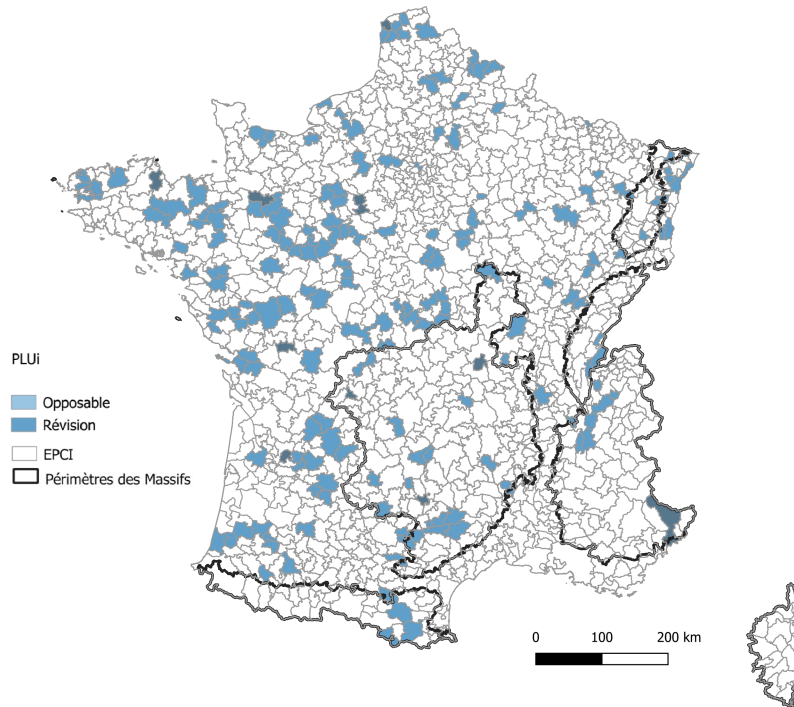 PLUi
Opposable
Révision
EPCI
Périmètres des Massifs
0 100 200 km